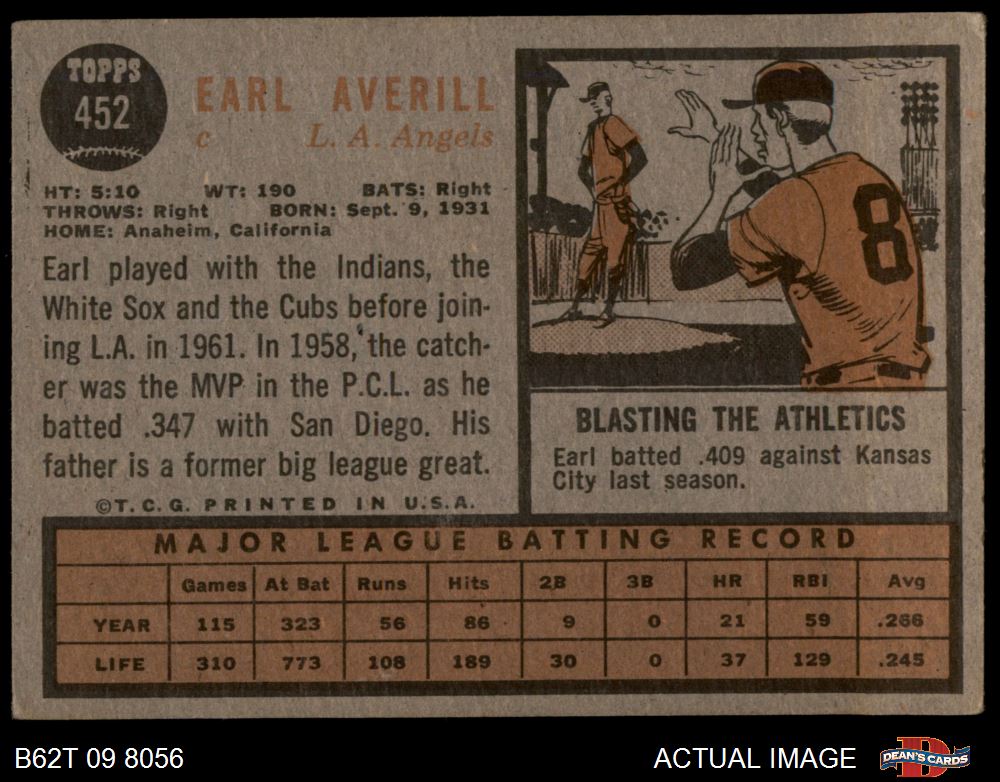 TOPPS
452
EARL AVERILL
c L. A. Angels
HT: 5:10 WT: 190 BATS: Right
THROWS: Right BORN: Sept. 9, 1931
HOME: Anaheim, California
Earl played with the Indians, the
White Sox and the Cubs before join-
ing L.A. in 1961. In 1958, the catch-
er was the MVP in the P.C.L. as he
batted .347 with San Diego. His
father is a former big league great.
©T.C.G. PRINTED IN U.S.A.
8
BLASTING THE ATHLETICS
Earl batted .409 against Kansas
City last season.
MAJOR LEAGUE BATTING RECORD
Games At Bat Runs Hits 2B 3B HR RBI Avg
YEAR 115 323 56 86 9 0 21 59 .266
LIFE 310 773 108 189 30 0 37 129 .245
B62T 09 8056 ACTUAL IMAGE DEAN'S CARDS